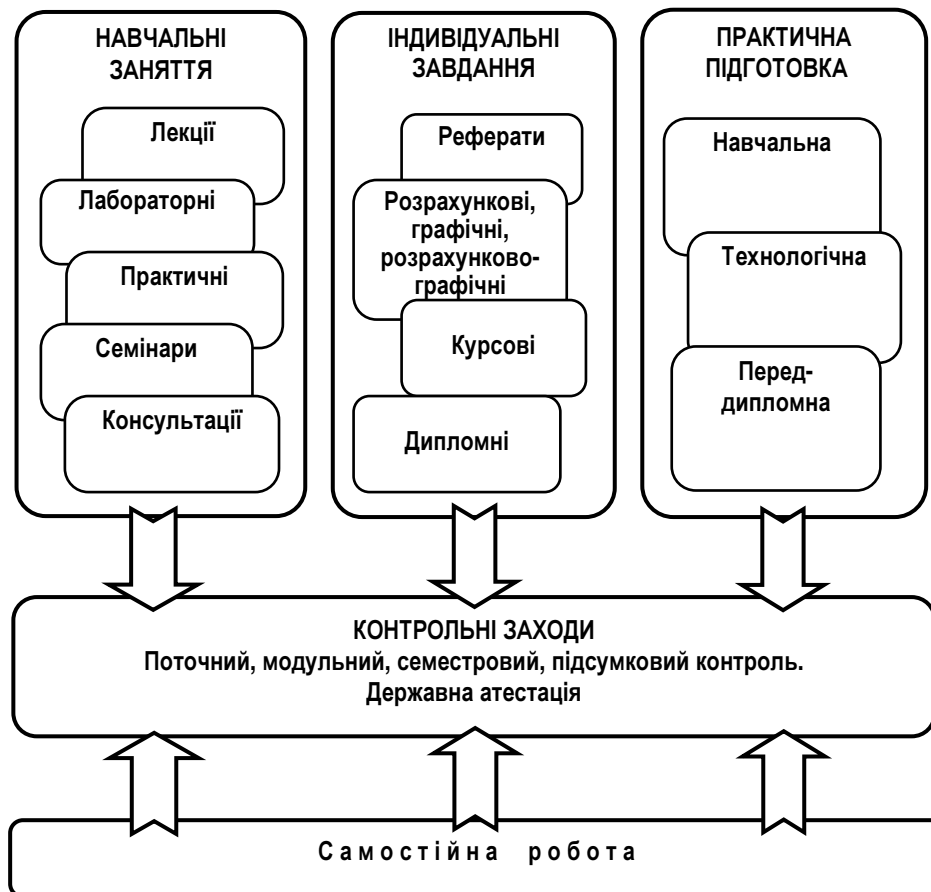 НАВЧАЛЬНІ
ЗАНЯТТЯ
Лекції
Лабораторні
Практичні
Семінари
Консультації
ІНДИВІДУАЛЬНІ
ЗАВДАННЯ
Реферати
Розрахункові,
графічні,
розрахунково-
графічні
Курсові
Дипломні
ПРАКТИЧНА
ПІДГОТОВКА
Навчальна
Технологічна
Перед-
дипломна
КОНТРОЛЬНІ ЗАХОДИ
Поточний, модульний, семестровий, підсумковий контроль.
Державна атестація
Самостійна робота